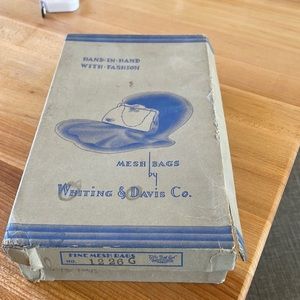 HAND-IN-HAND
WITH-FASHION
MESH BAGS
by
WHITING & DAVIS CO.
FINE MESH BAGS
NO. 1226 G